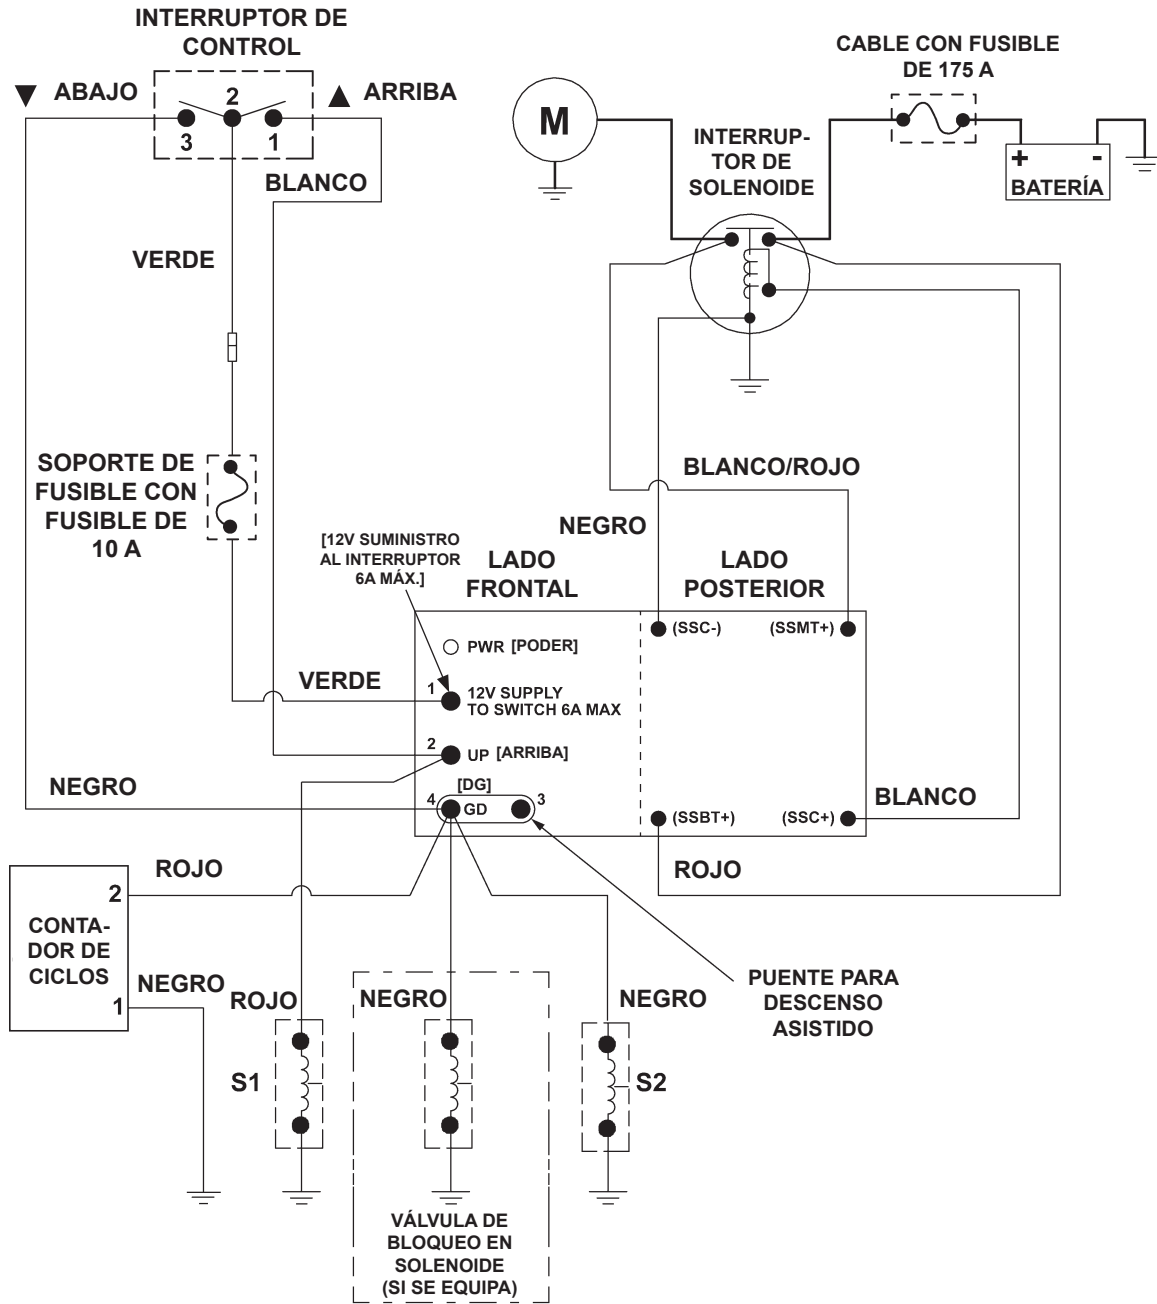 INTERRUPTOR DE
CONTROL
ABAJO
ARRIBA
2
3
1
BLANCO
VERDE
CABLE CON FUSIBLE
DE 175 A
M
INTERRUP-
TOR DE
SOLENOIDE
+
-
BATERÍA
SOPORTE DE
FUSIBLE CON
FUSIBLE DE
10 A
BLANCO/ROJO
NEGRO
[12V SUMINISTRO
AL INTERRUPTOR
6A MÁX.]
LADO
FRONTAL
LADO
POSTERIOR
(SSC-)
(SSMT+)
PWR [PODER]
VERDE
1
12V SUPPLY
TO SWITCH 6A MAX
2
UP [ARRIBA]
NEGRO
[DG]
4
GD
3
BLANCO
(SSBT+)
(SSC+)
ROJO
ROJO
2
CONTA-
DOR DE
CICLOS
1
NEGRO
ROJO
NEGRO
NEGRO
PUENTE PARA
DESCENSO
ASISTIDO
S1
S2
VÁLVULA DE
BLOQUEO EN
SOLENOIDE
(SI SE EQUIPA)